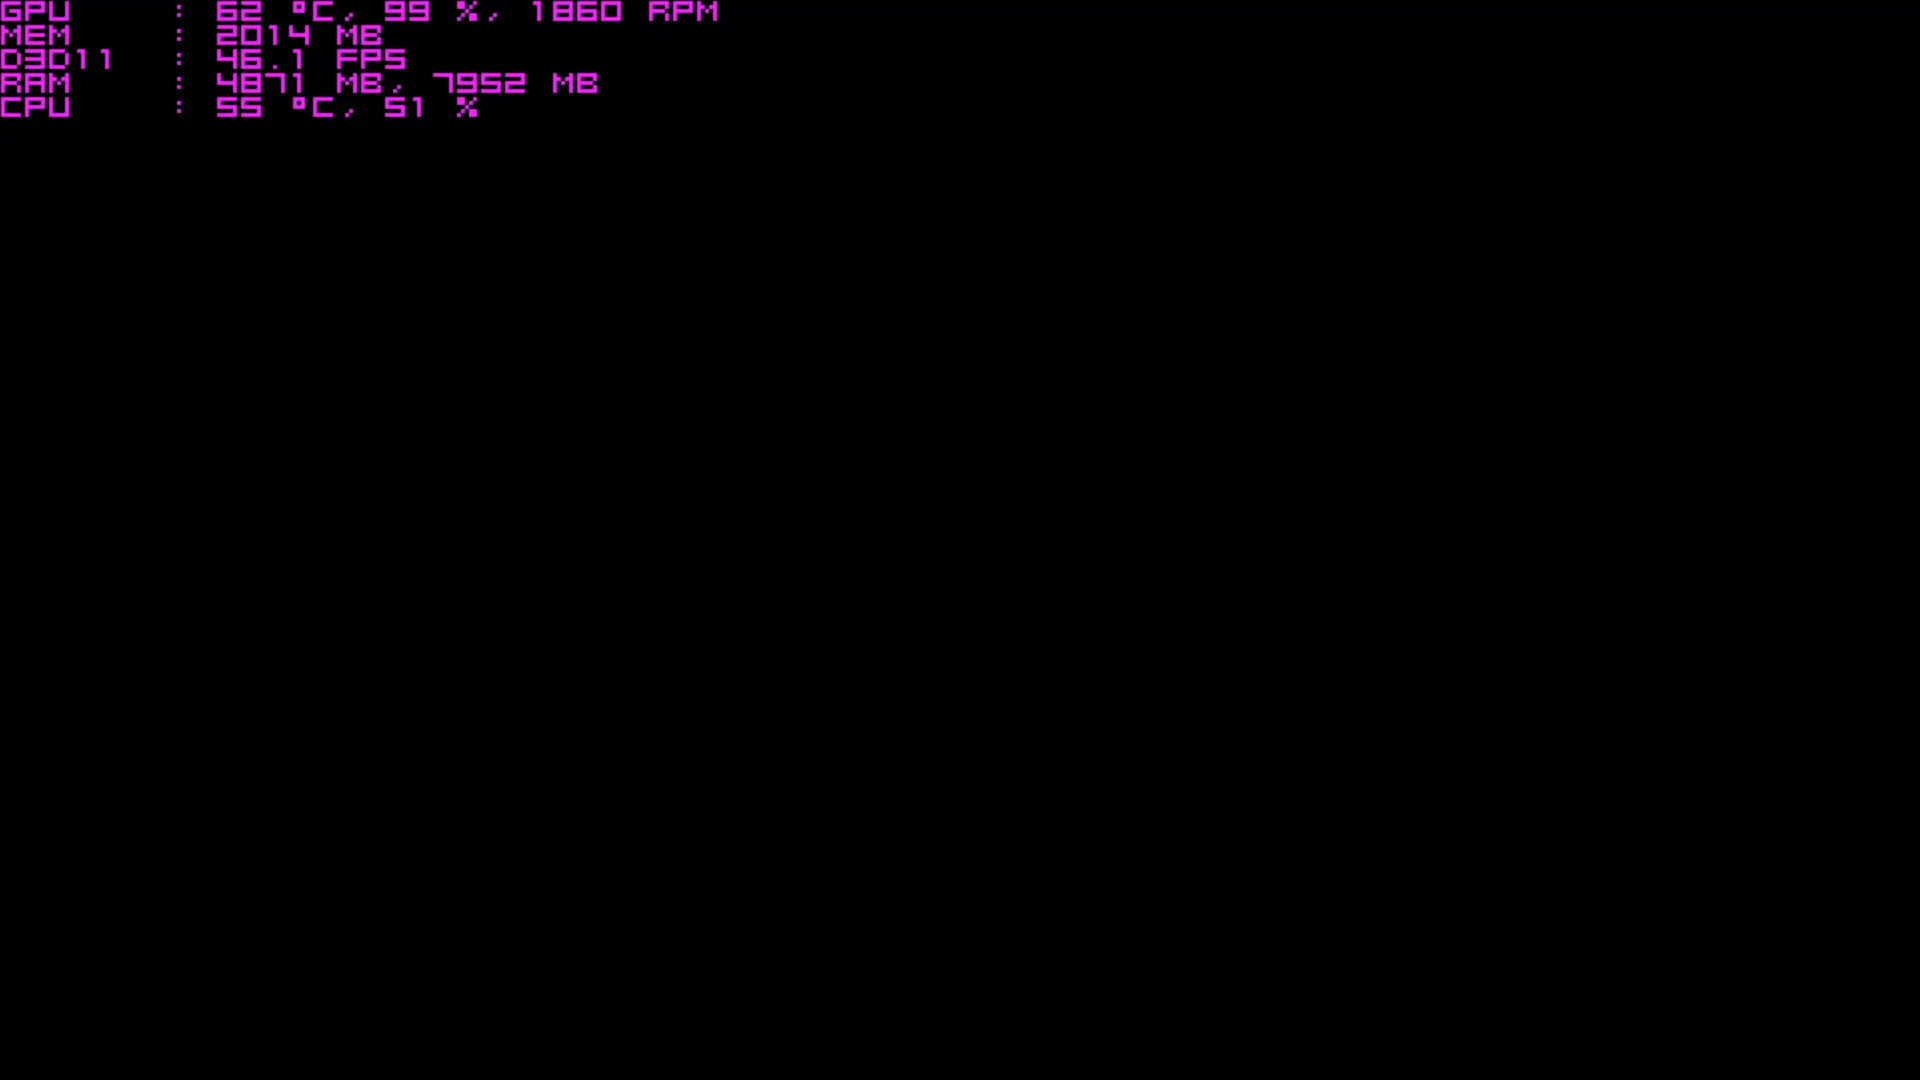 GPU : 62 °C, 99 %, 1860 RPM
MEM : 2014 MB
D3D11 : 46.1 FPS
RAM : 4871 MB, 7952 MB
CPU : 55 °C, 51 %